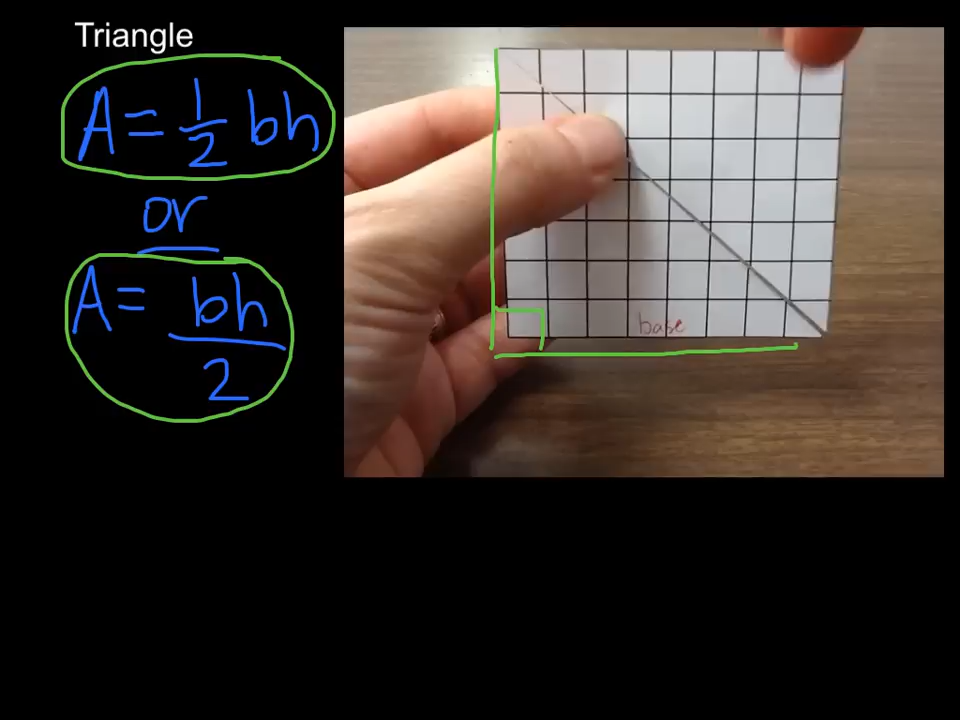 Triangle
A = 1/2 bh
or
A = bh/2
base